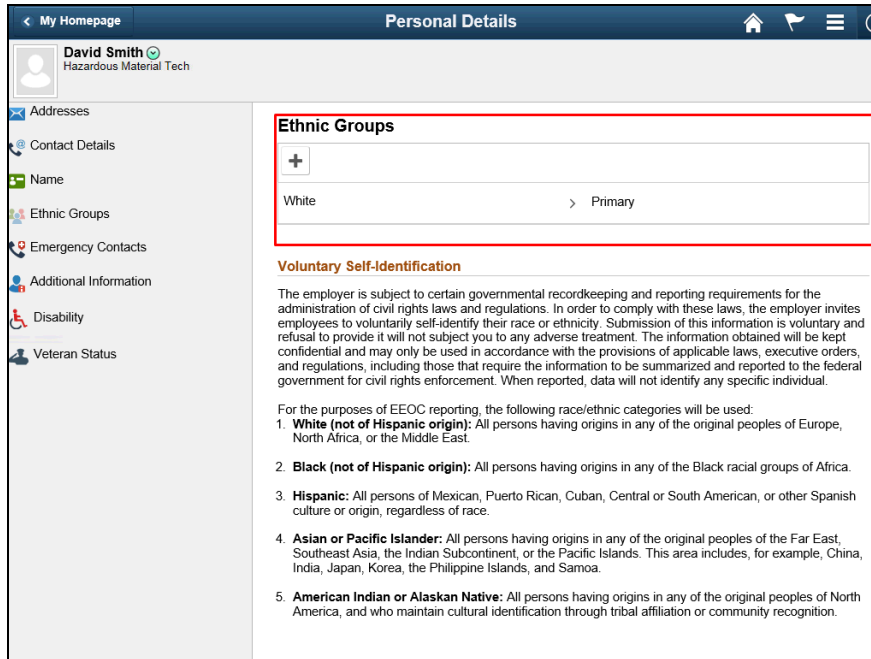 My Homepage
Personal Details
David Smith
Hazardous Material Tech
Addresses
Contact Details
Name
Ethnic Groups
Emergency Contacts
Additional Information
Disability
Veteran Status
Ethnic Groups
White
Primary
Voluntary Self-Identification
The employer is subject to certain governmental recordkeeping and reporting requirements for the
administration of civil rights laws and regulations. In order to comply with these laws, the employer invites
employees to voluntarily self-identify their race or ethnicity. Submission of this information is voluntary and
refusal to provide it will not subject you to any adverse treatment. The information obtained will be kept
confidential and may only be used in accordance with the provisions of applicable laws, executive orders,
and regulations, including those that require the information to be summarized and reported to the federal
government for civil rights enforcement. When reported, data will not identify any specific individual.
For the purposes of EEOC reporting, the following race/ethnic categories will be used:
1. White (not of Hispanic origin): All persons having origins in any of the original peoples of Europe,
North Africa, or the Middle East.
2. Black (not of Hispanic origin): All persons having origins in any of the Black racial groups of Africa.
3. Hispanic: All persons of Mexican, Puerto Rican, Cuban, Central or South American, or other Spanish
culture or origin, regardless of race.
4. Asian or Pacific Islander: All persons having origins in any of the original peoples of the Far East,
Southeast Asia, the Indian Subcontinent, or the Pacific Islands. This area includes, for example, China,
India, Japan, Korea, the Philippine Islands, and Samoa.
5. American Indian or Alaskan Native: All persons having origins in any of the original peoples of North
America, and who maintain cultural identification through tribal affiliation or community recognition.